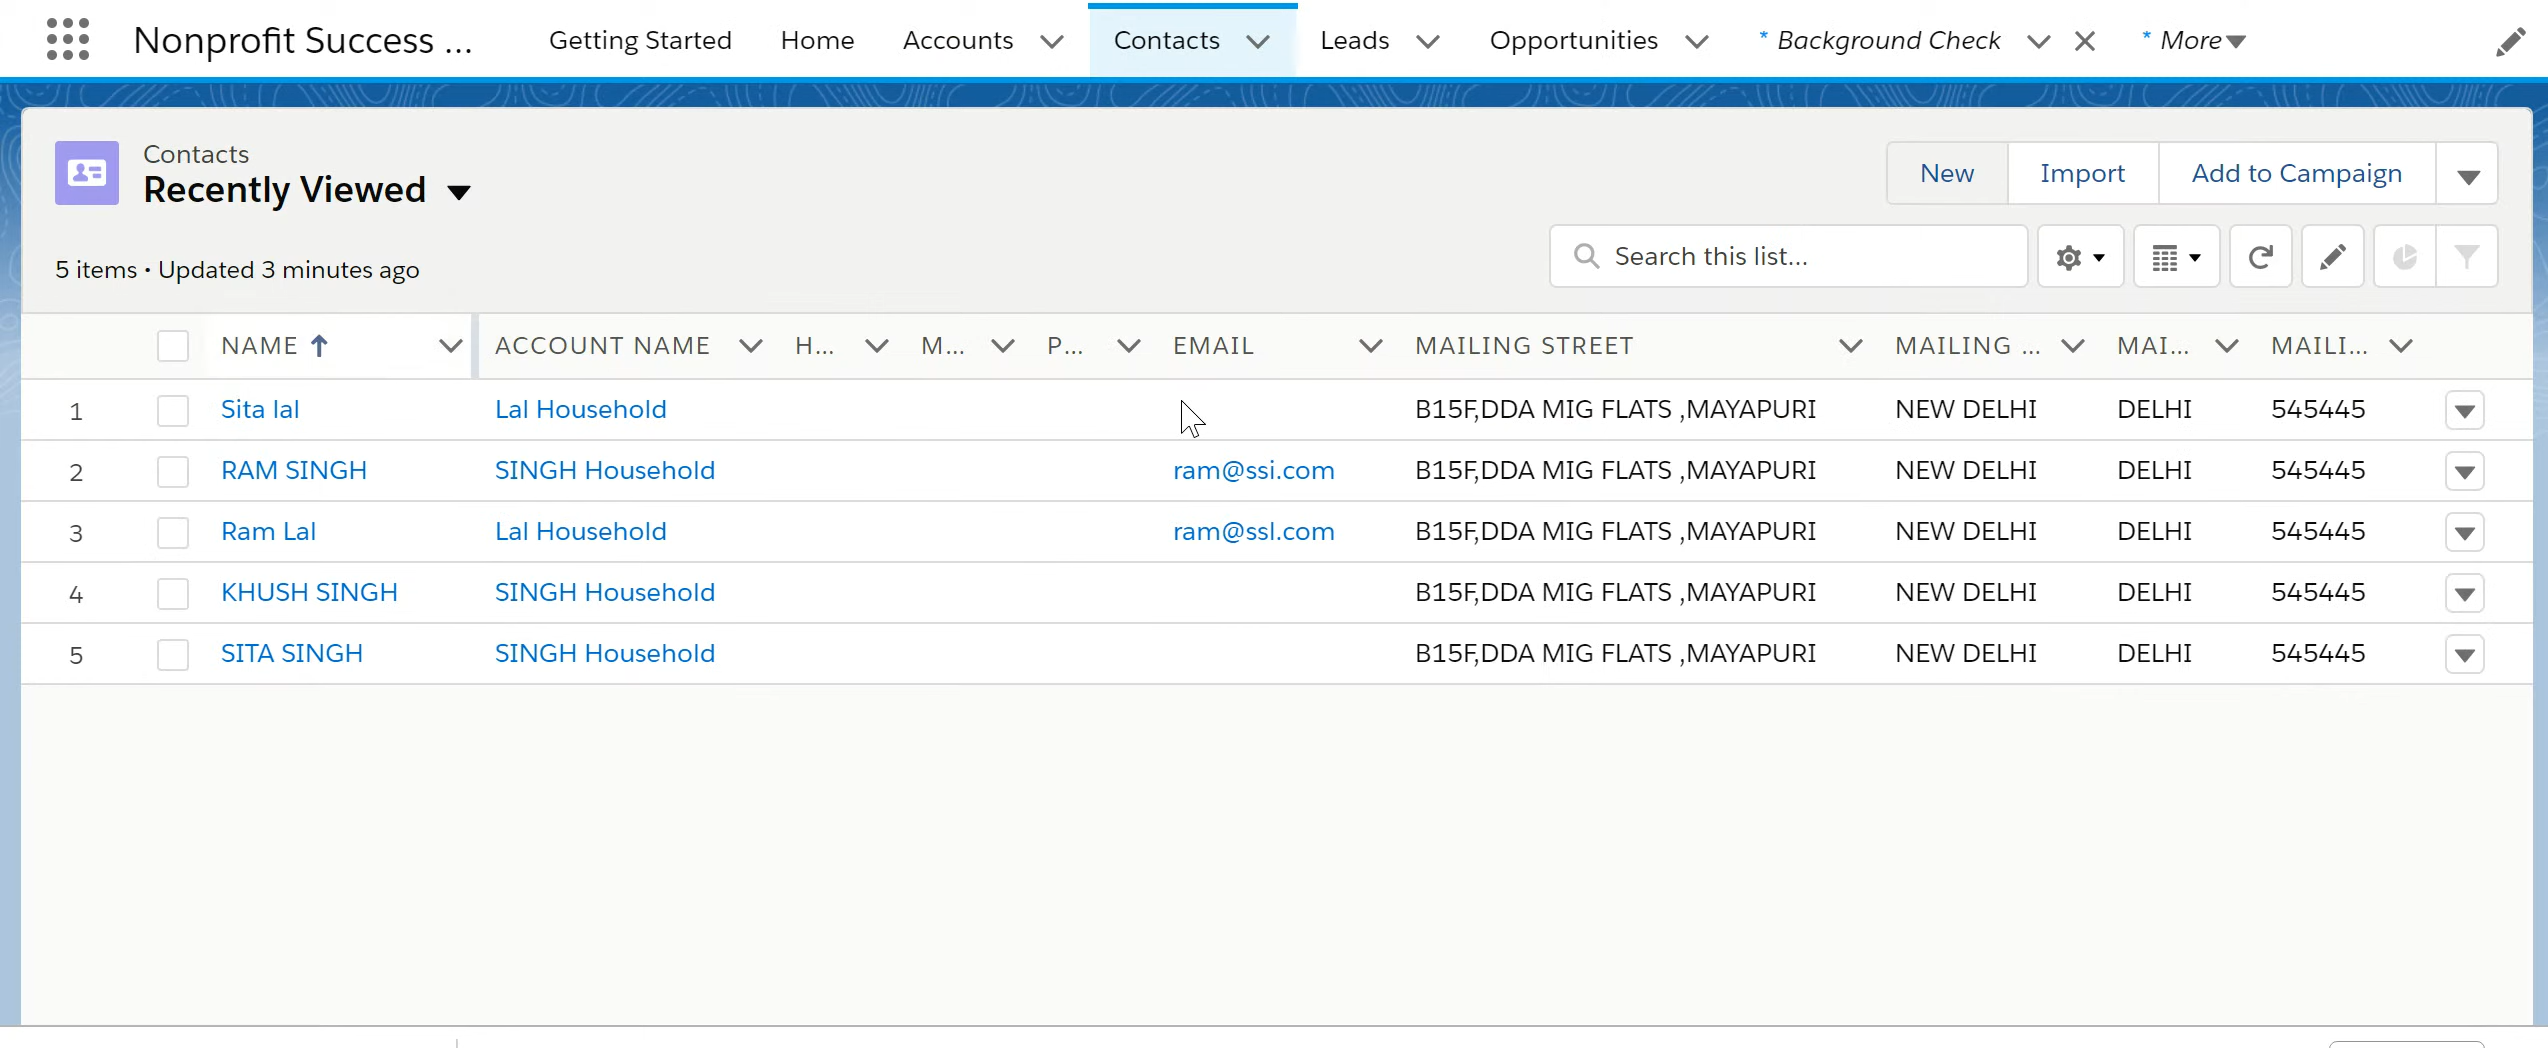 Nonprofit Success ... Getting Started Home Accounts Contacts Leads Opportunities * Background Check * More
Contacts
Recently Viewed
New Import Add to Campaign
5 items • Updated 3 minutes ago
Search this list...
NAME ACCOUNT NAME H... M... P... EMAIL MAILING STREET MAILING ... MAI... MAILI...
1 Sita lal Lal Household B15F,DDA MIG FLATS ,MAYAPURI NEW DELHI DELHI 545445
2 RAM SINGH SINGH Household ram@ssi.com B15F,DDA MIG FLATS ,MAYAPURI NEW DELHI DELHI 545445
3 Ram Lal Lal Household ram@ssl.com B15F,DDA MIG FLATS ,MAYAPURI NEW DELHI DELHI 545445
4 KHUSH SINGH SINGH Household B15F,DDA MIG FLATS ,MAYAPURI NEW DELHI DELHI 545445
5 SITA SINGH SINGH Household B15F,DDA MIG FLATS ,MAYAPURI NEW DELHI DELHI 545445